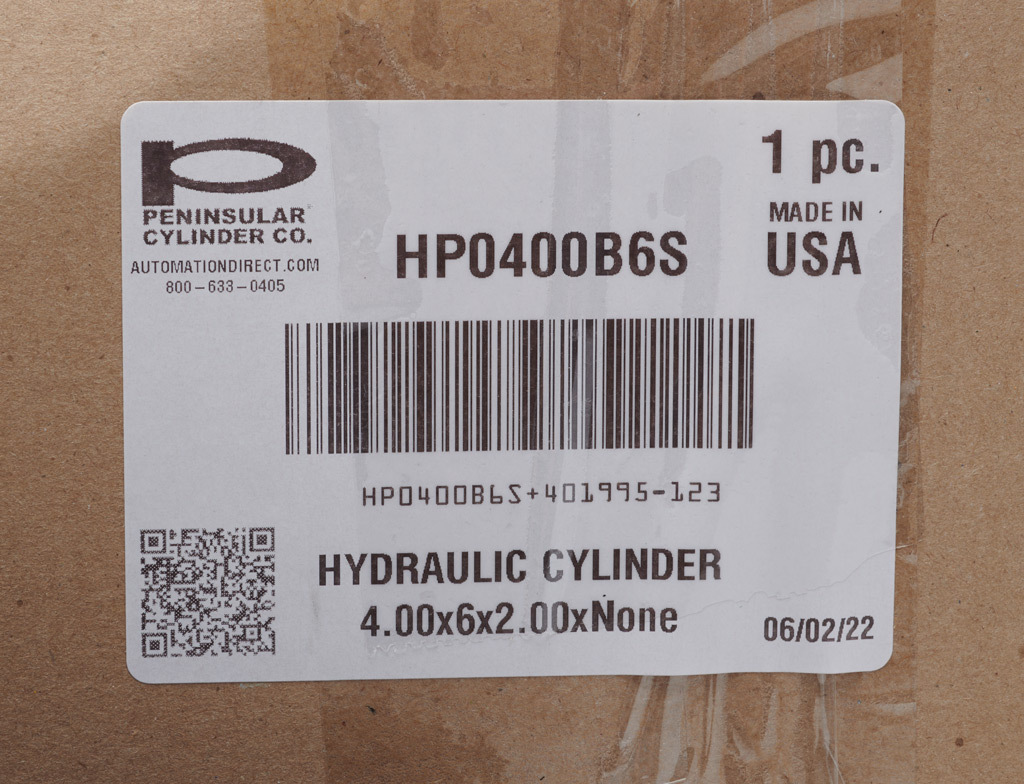 PENINSULAR
CYLINDER CO.
AUTOMATIONDIRECT.COM
800-633-0405
1 pc.
MADE IN
USA
HP0400B6S
HP0400B6S+401995-123
HYDRAULIC CYLINDER
4.00x6x2.00xNone
06/02/22